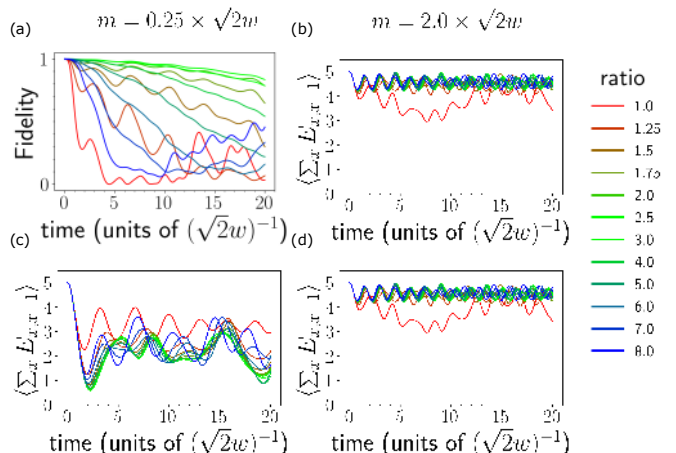 m = 0.25 × √2w
m = 2.0 × √2w
(a)
(b)
ratio
1.0
1.25
1.5
1.75
2.0
2.5
3.0
4.0
5.0
6.0
7.0
8.0
Fidelity
1
0
0 5 10 15 20
time (units of (√2w)⁻¹)
5
4
3
2
1
0
0 5 10 15 20
time (units of (√2w)⁻¹)
(c)
(d)
5
4
3
2
1
0
0 5 10 15 20
time (units of (√2w)⁻¹)
5
4
3
2
1
0
0 5 10 15 20
time (units of (√2w)⁻¹)